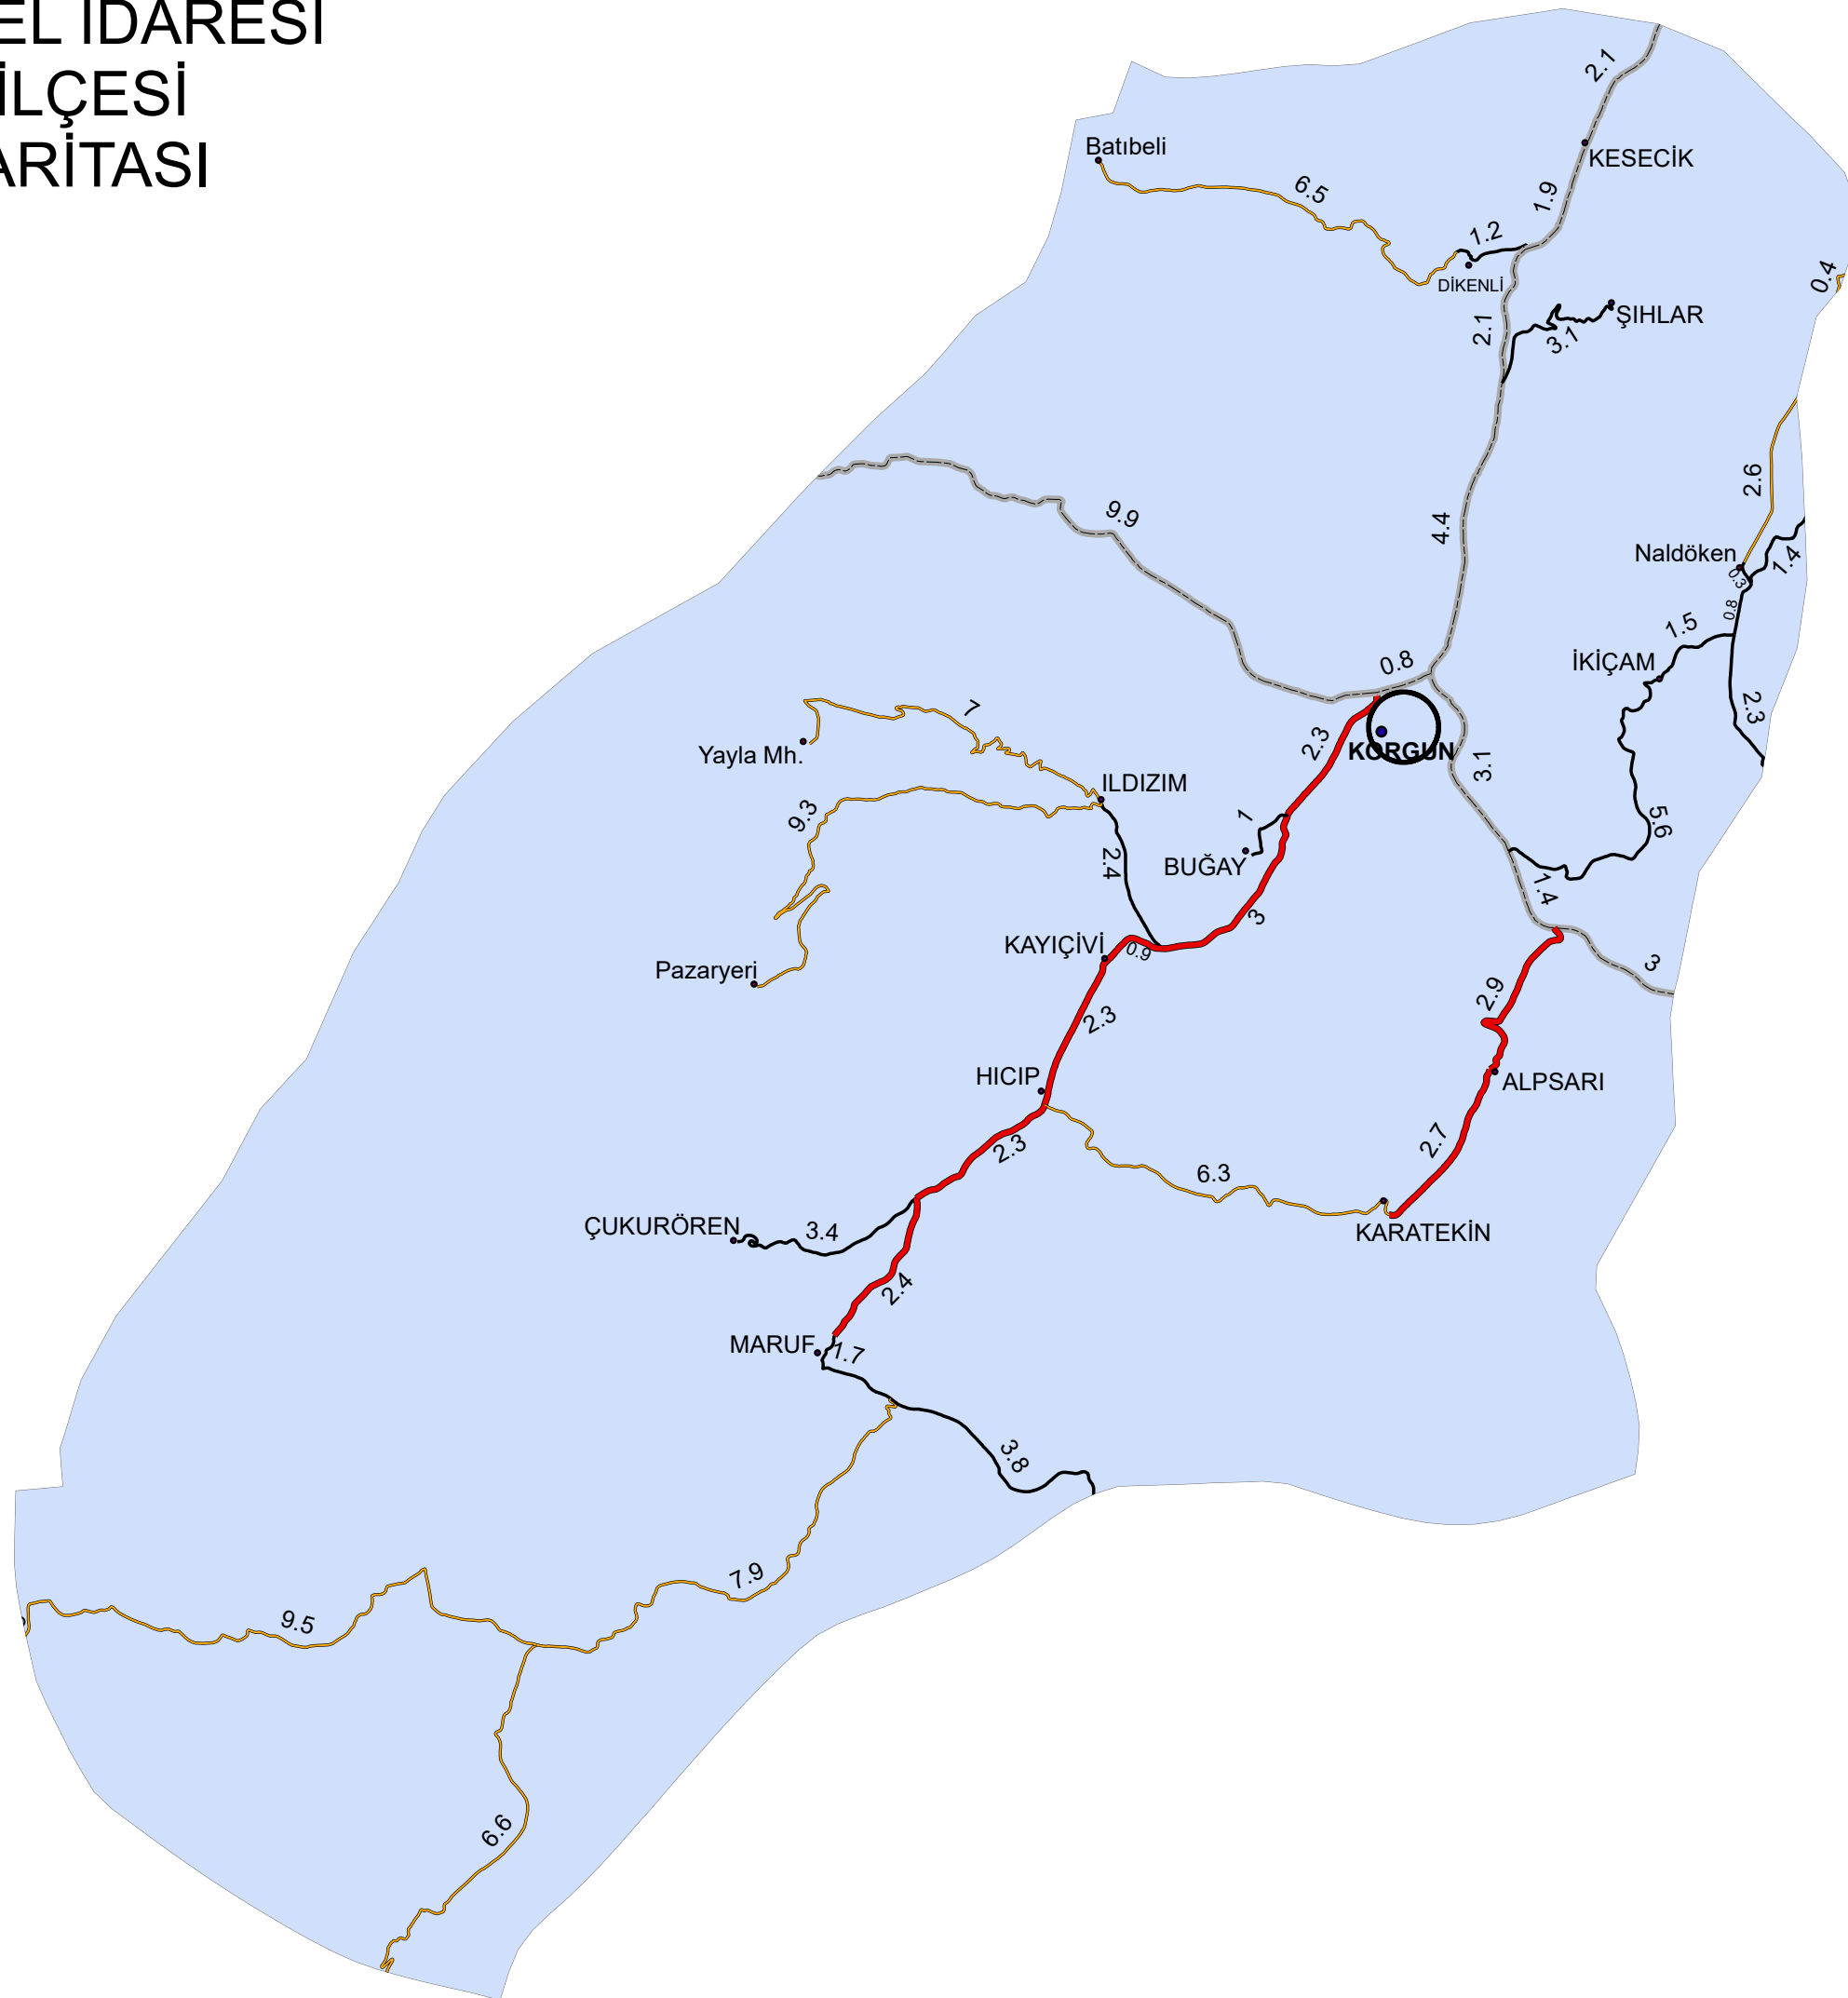 EL İDARESİ
İLÇESİ
ARİTASI
2.1
KESECİK
Batıbeli
6.5
1.9
1.2
DİKENLİ
0.4
2.1
ŞIHLAR
3.1
9.9
4.4
2.6
Naldöken
1.4
0.3
0.8
1.5
İKİÇAM
0.8
2.3
7
Yayla Mh.
2.3
KORGUN
3.1
ILDIZIM
9.3
1
5.6
2.4
BUĞAY
1.4
3
KAYIÇİVİ
0.9
3
Pazaryeri
2.9
2.3
HICIP
ALPSARI
2.3
2.7
6.3
ÇUKURÖREN
3.4
KARATEKİN
2.4
MARUF
1.7
3.8
7.9
9.5
6.6